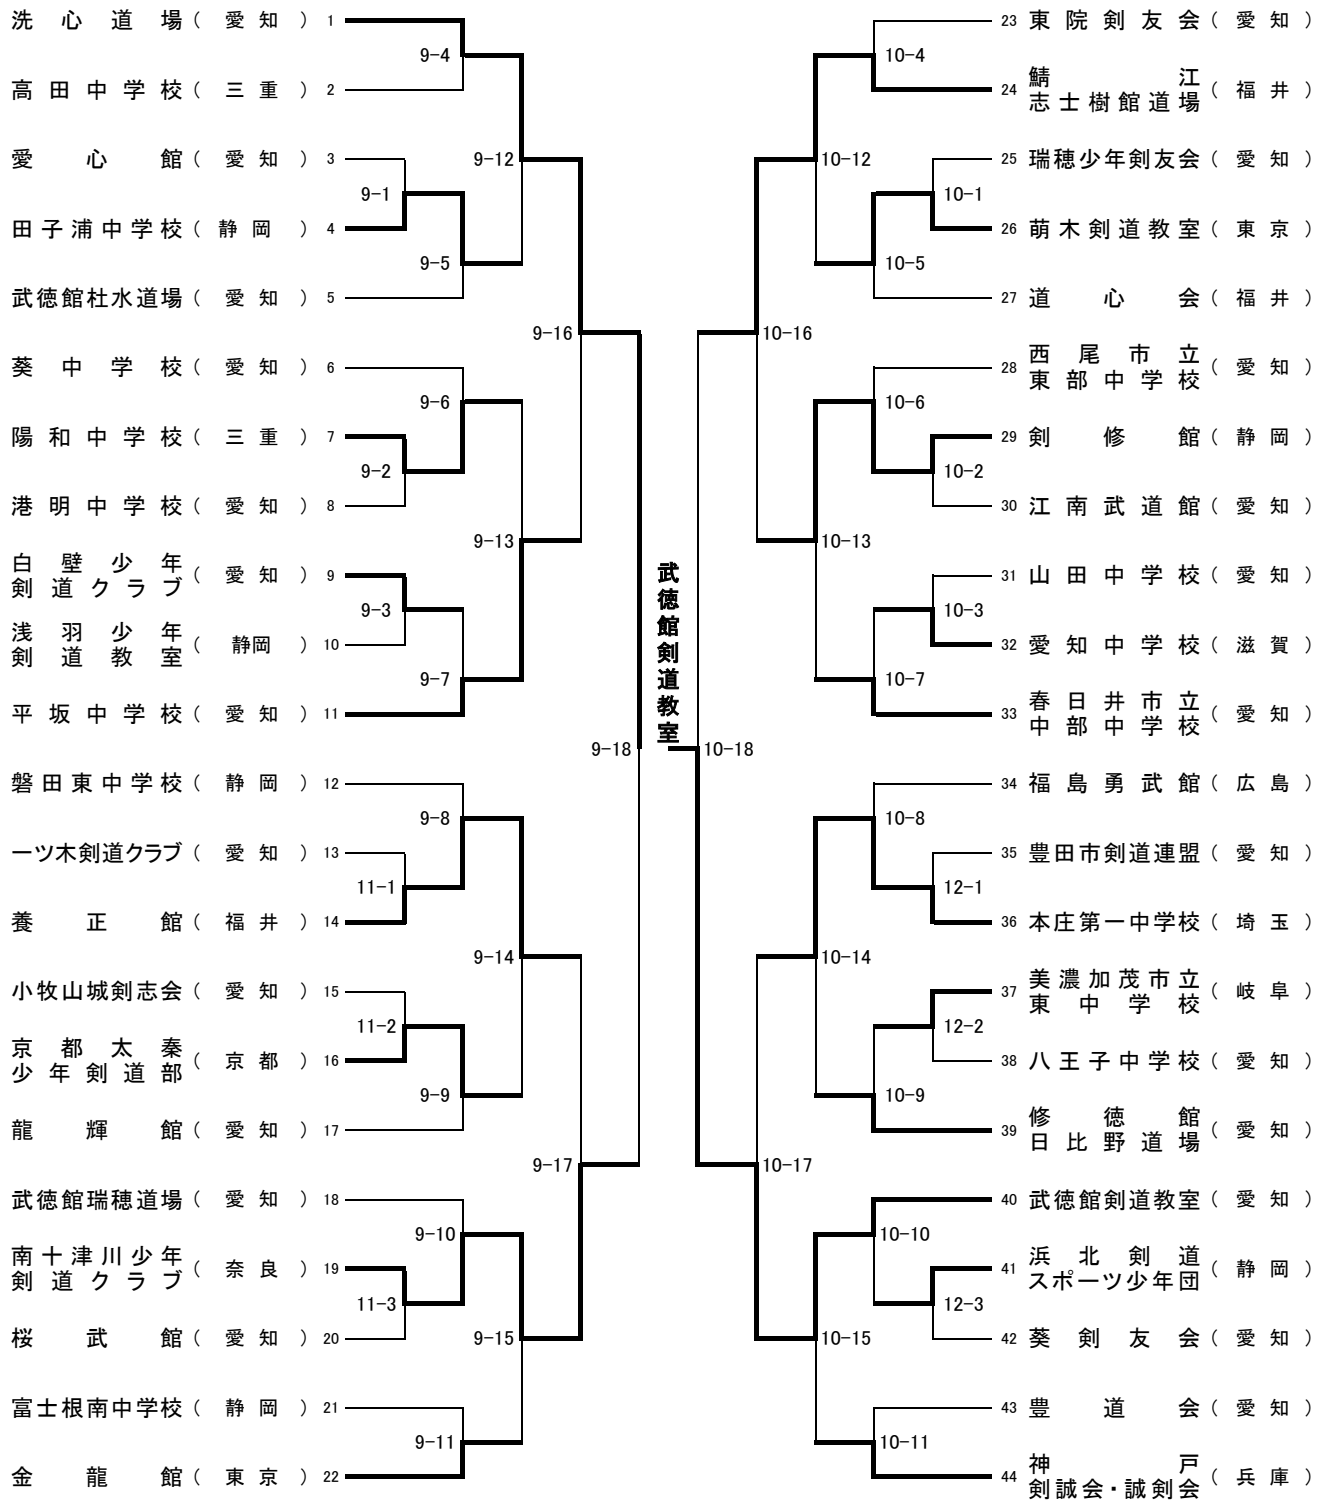 洗心道場（愛知）1
9-4
高田中学校（三重）2
愛心館（愛知）3
9-12
9-1
田子浦中学校（静岡）4
9-5
武徳館杜水道場（愛知）5
9-16
葵中学校（愛知）6
9-6
陽和中学校（三重）7
9-2
港明中学校（愛知）8
9-13
白壁少年
剣道クラブ（愛知）9
9-3
浅羽少年
剣道教室（静岡）10
9-7
平坂中学校（愛知）11
9-18
磐田東中学校（静岡）12
9-8
一ツ木剣道クラブ（愛知）13
11-1
養正館（福井）14
9-14
小牧山城剣志会（愛知）15
11-2
京都太秦
少年剣道部（京都）16
9-9
龍輝館（愛知）17
9-17
武徳館瑞穂道場（愛知）18
9-10
南十津川少年
剣道クラブ（奈良）19
11-3
桜武館（愛知）20
9-15
富士根南中学校（静岡）21
9-11
金龍館（東京）22
武徳館剣道教室
23 東院剣友会（愛知）
10-4
24 鯖江
志士樹館道場（福井）
25 瑞穂少年剣友会（愛知）
10-12
10-1
26 萌木剣道教室（東京）
10-5
27 道心会（福井）
10-16
28 西尾市立
東部中学校（愛知）
10-6
29 剣修館（静岡）
10-2
30 江南武道館（愛知）
10-13
31 山田中学校（愛知）
10-3
32 愛知中学校（滋賀）
10-7
33 春日井市立
中部中学校（愛知）
10-18
34 福島勇武館（広島）
10-8
35 豊田市剣道連盟（愛知）
12-1
36 本庄第一中学校（埼玉）
10-14
37 美濃加茂市立
東中学校（岐阜）
12-2
38 八王子中学校（愛知）
10-9
39 修徳館
日比野道場（愛知）
10-17
40 武徳館剣道教室（愛知）
10-10
41 浜北剣道
スポーツ少年団（静岡）
12-3
42 葵剣友会（愛知）
10-15
43 豊道会（愛知）
10-11
44 神戸
剣誠会・誠剣会（兵庫）